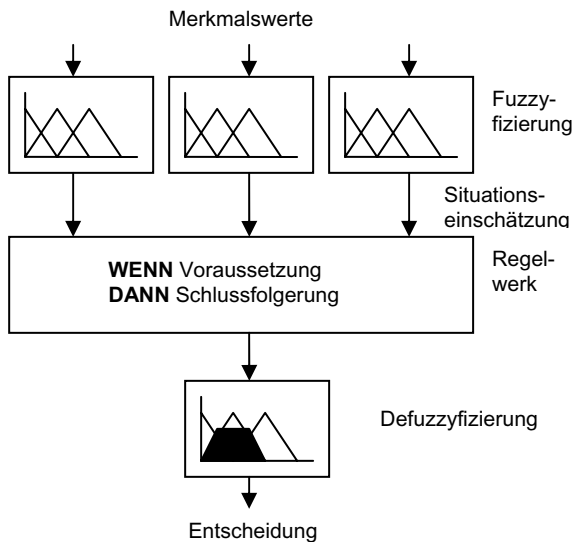 Merkmalswerte
Fuzzy-
fizierung
Situations-
einschätzung
Regel-
werk
WENN Voraussetzung
DANN Schlussfolgerung
Defuzzyfizierung
Entscheidung